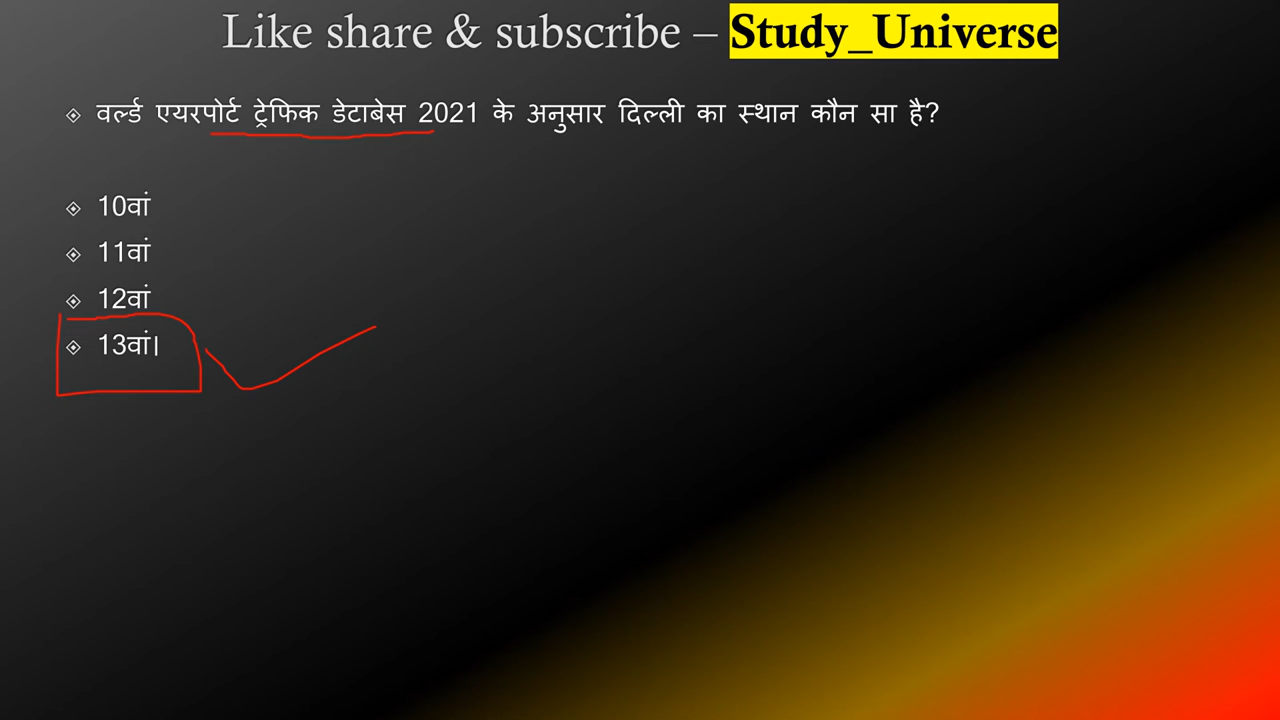 Like share & subscribe – Study_Universe
वर्ल्ड एयरपोर्ट ट्रेफिक डेटाबेस 2021 के अनुसार दिल्ली का स्थान कौन सा है?
10वां
11वां
12वां
13वां।